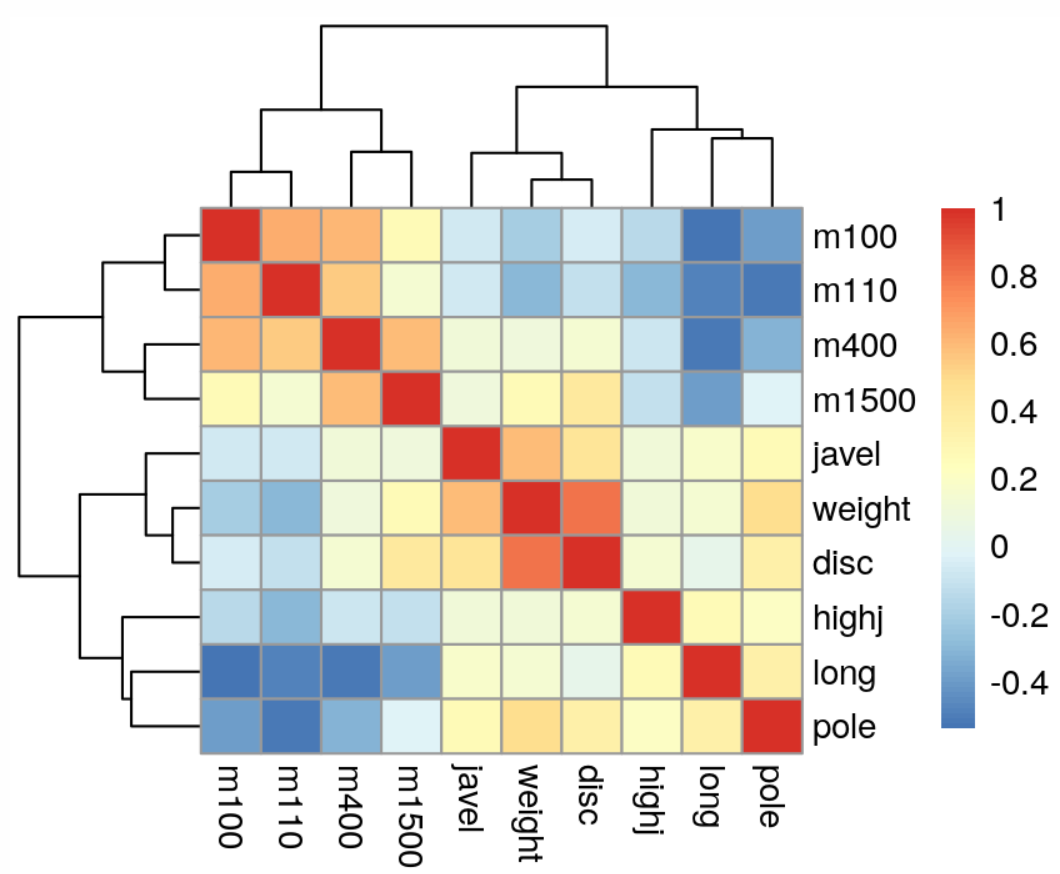 m100
m110
m400
m1500
javel
weight
disc
highj
long
pole
1
0.8
0.6
0.4
0.2
0
-0.2
-0.4
m100
m110
m400
m1500
javel
weight
disc
highj
long
pole